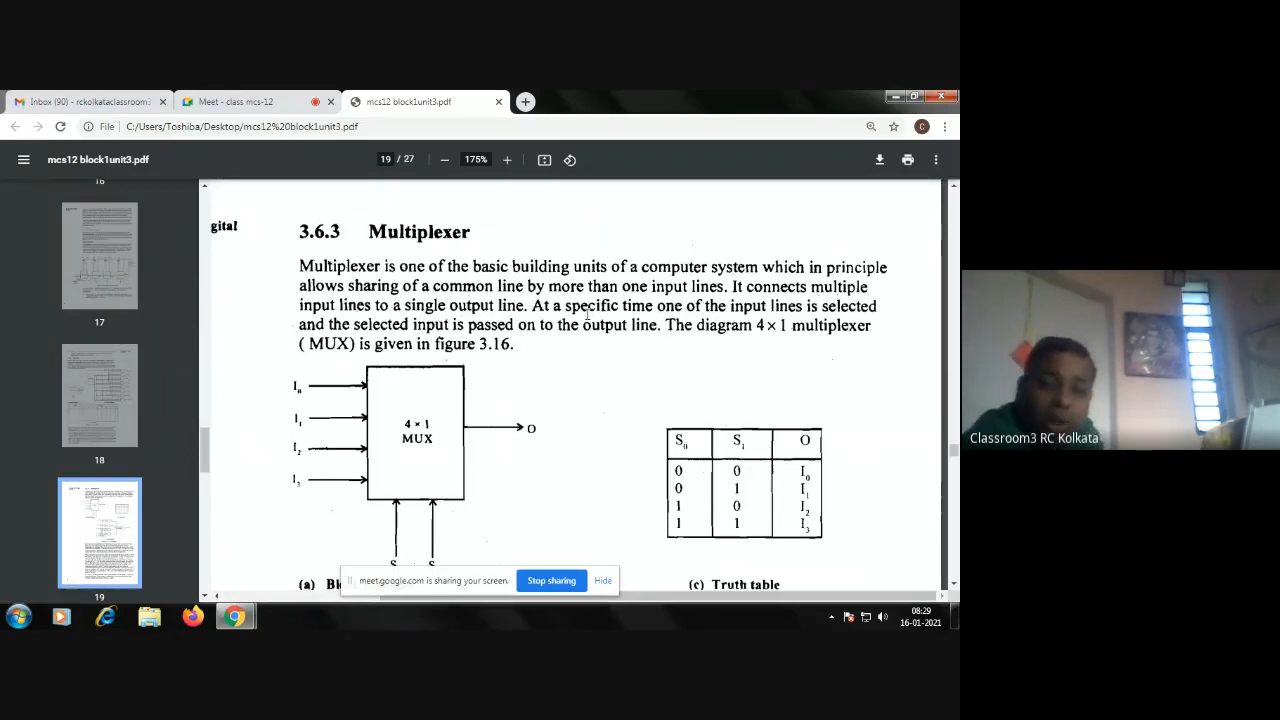 Inbox (90) - rckolkataclassroom3
Meet - class mcs-12
mcs12 block1unit3.pdf
File
C:/Users/Toshiba/Desktop/mcs12%20block1unit3.pdf
C
mcs12 block1unit3.pdf
19 / 27
175%
16
17
18
19
gital
3.6.3 Multiplexer
Multiplexer is one of the basic building units of a computer system which in principle
allows sharing of a common line by more than one input lines. It connects multiple
input lines to a single output line. At a specific time one of the input lines is selected
and the selected input is passed on to the output line. The diagram 4 × 1 multiplexer
( MUX) is given in figure 3.16.
I₀
I₁
I₂
I₃
4 × 1
MUX
O
S S
S₀ S₁ O
0 0 I₀
0 1 I₁
1 0 I₂
1 1 I₃
(a) Bl
(c) Truth table
meet.google.com is sharing your screen.
Stop sharing
Hide
08:29
16-01-2021
Classroom3 RC Kolkata